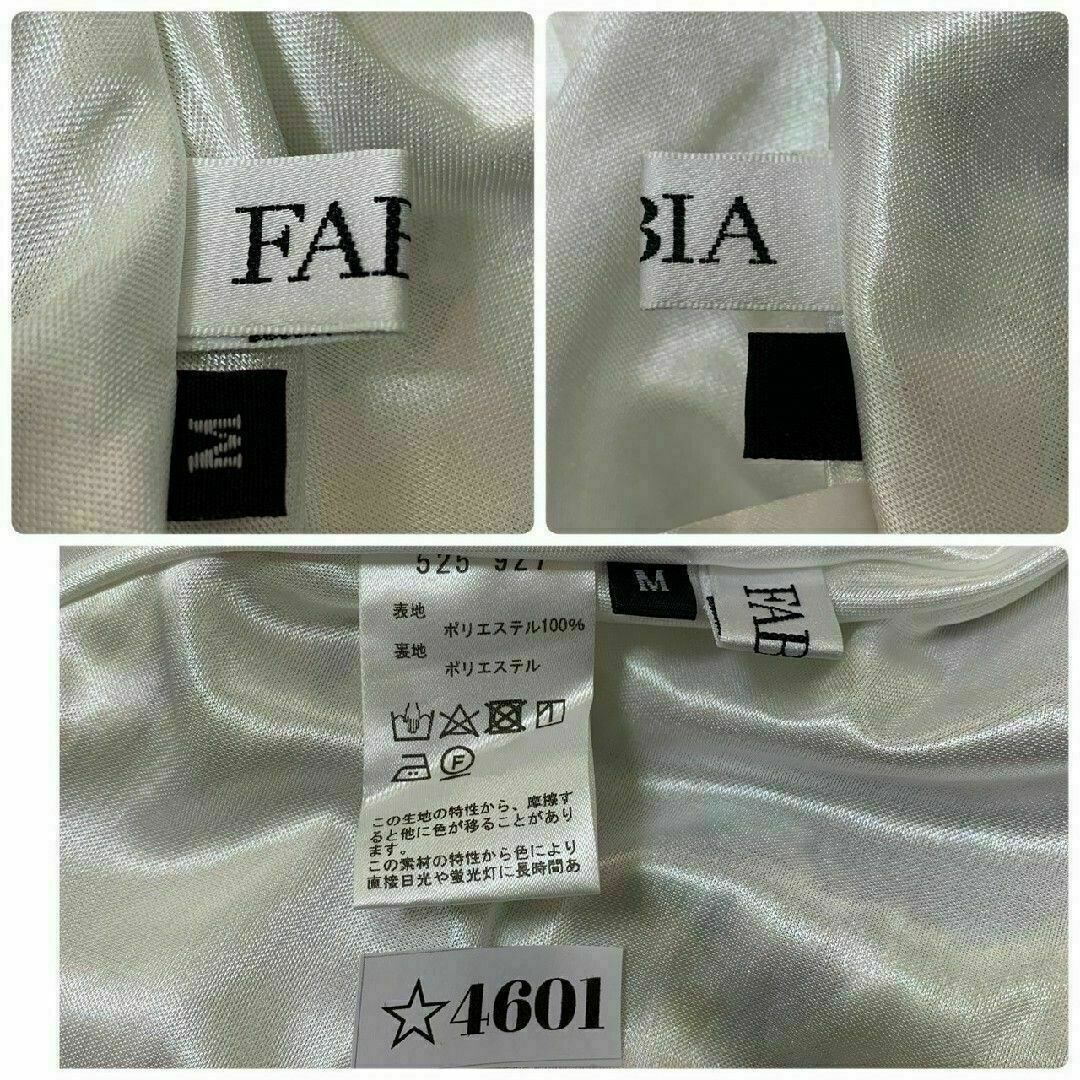 FAB
BIA
M
525 927
M
FAB
表地
ポリエステル100%
裏地
ポリエステル
F
この生地の特性から、摩擦す
ると他に色が移ることがあり
ます。
この素材の特性から色により
直接日光や蛍光灯に長時間あ
☆4601